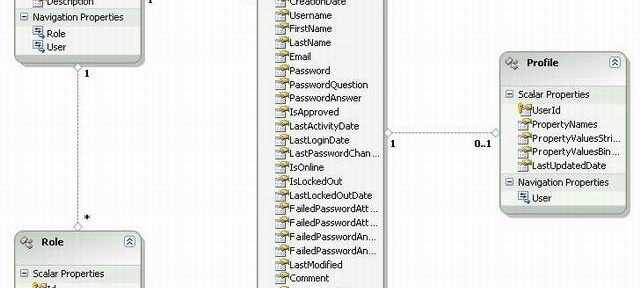 Description
Navigation Properties
Role
User
1
1
*
Role
Scalar Properties
Id
CreationDate
Username
FirstName
LastName
Email
Password
PasswordQuestion
PasswordAnswer
IsApproved
LastActivityDate
LastLoginDate
LastPasswordChan...
IsOnline
IsLockedOut
LastLockedOutDate
FailedPasswordAtt...
FailedPasswordAtt...
FailedPasswordAn...
FailedPasswordAn...
LastModified
Comment
1
0..1
Profile
Scalar Properties
UserId
PropertyNames
PropertyValuesStri...
PropertyValuesBin...
LastUpdatedDate
Navigation Properties
User